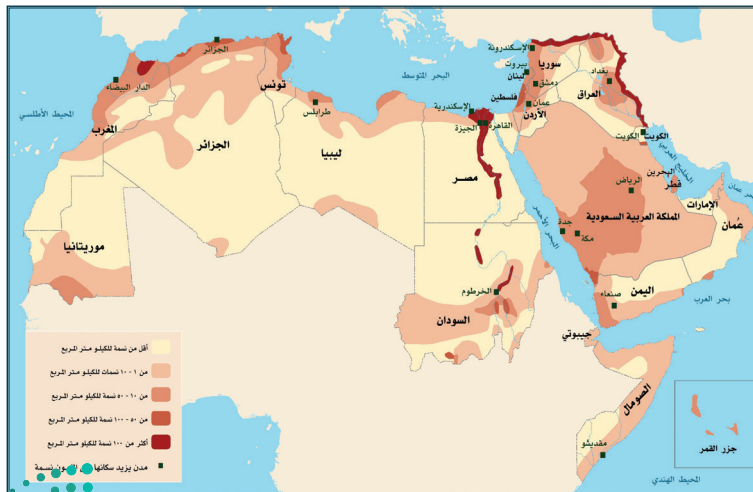 المحيط الأطلسي
البحر المتوسط
الدار البيضاء
المغرب
الجزائر
الجزائر
تونس
طرابلس
ليبيا
موريتانيا
الإسكندرية
القاهرة
الجيزة
مصر
الخرطوم
السودان
جيبوتي
الصومال
مقديشو
الإسكندرونة
سوريا
بيروت
لبنان
دمشق
فلسطين
عمان
الأردن
بغداد
العراق
الكويت
الكويت
الخليج العربي
البحرين
قطر
الإمارات
عُمان
الرياض
المملكة العربية السعودية
جدة
مكة
البحر الأحمر
صنعاء
اليمن
بحر العرب
جزر القمر
المحيط الهندي
أقل من نسمة للكيلو متر المربع
من ١ - ١٠ نسمات للكيلو متر المربع
من ١٠ - ٥٠ نسمة للكيلو متر المربع
من ٥٠ - ١٠٠ نسمة للكيلو متر المربع
أكثر من ١٠٠ نسمة للكيلو متر المربع
مدن يزيد سكانها نسمة